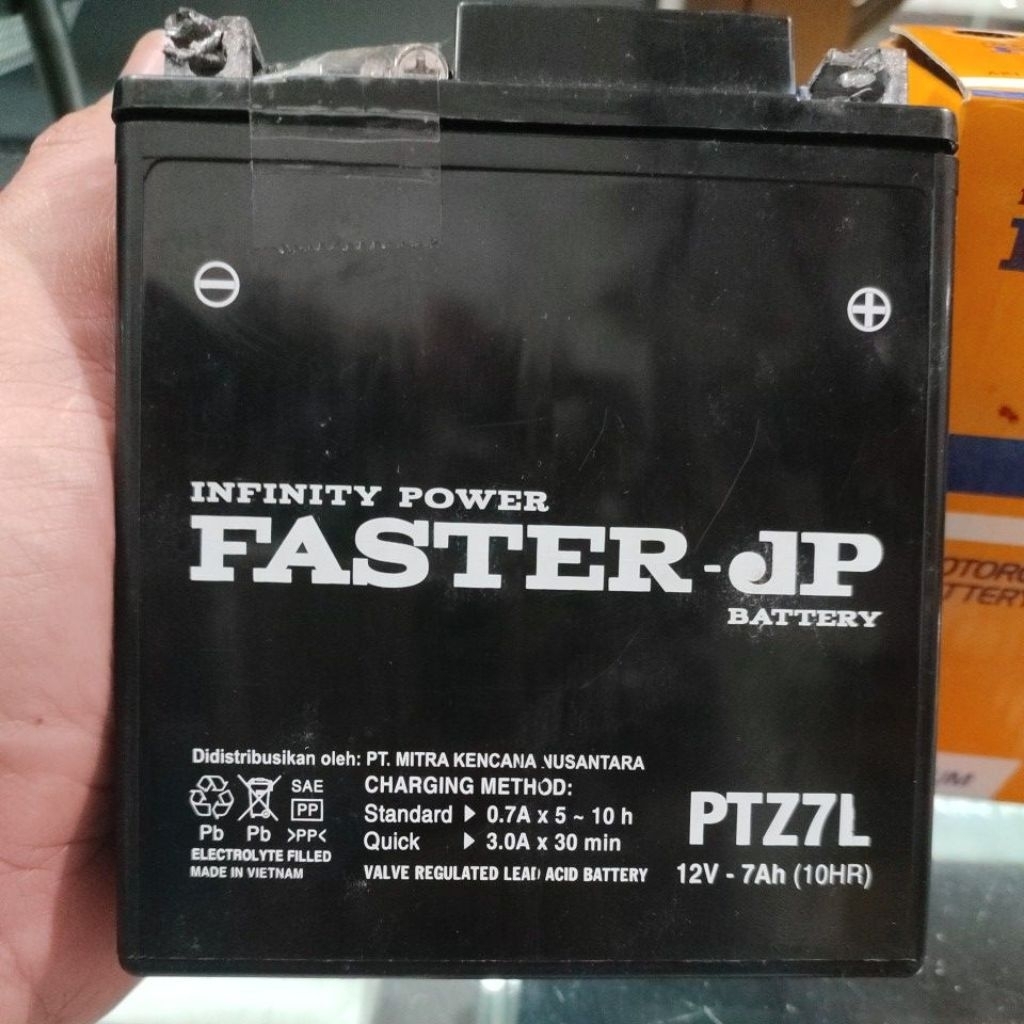 INFINITY POWER
FASTER-JP
BATTERY
Didistribusikan oleh: PT. MITRA KENCANA NUSANTARA
Pb
Pb
SAE
PP
>PP<
ELECTROLYTE FILLED
MADE IN VIETNAM
CHARGING METHOD:
Standard ▶ 0.7A x 5 ~ 10 h
Quick ▶ 3.0A x 30 min
VALVE REGULATED LEAD ACID BATTERY
PTZ7L
12V - 7Ah (10HR)